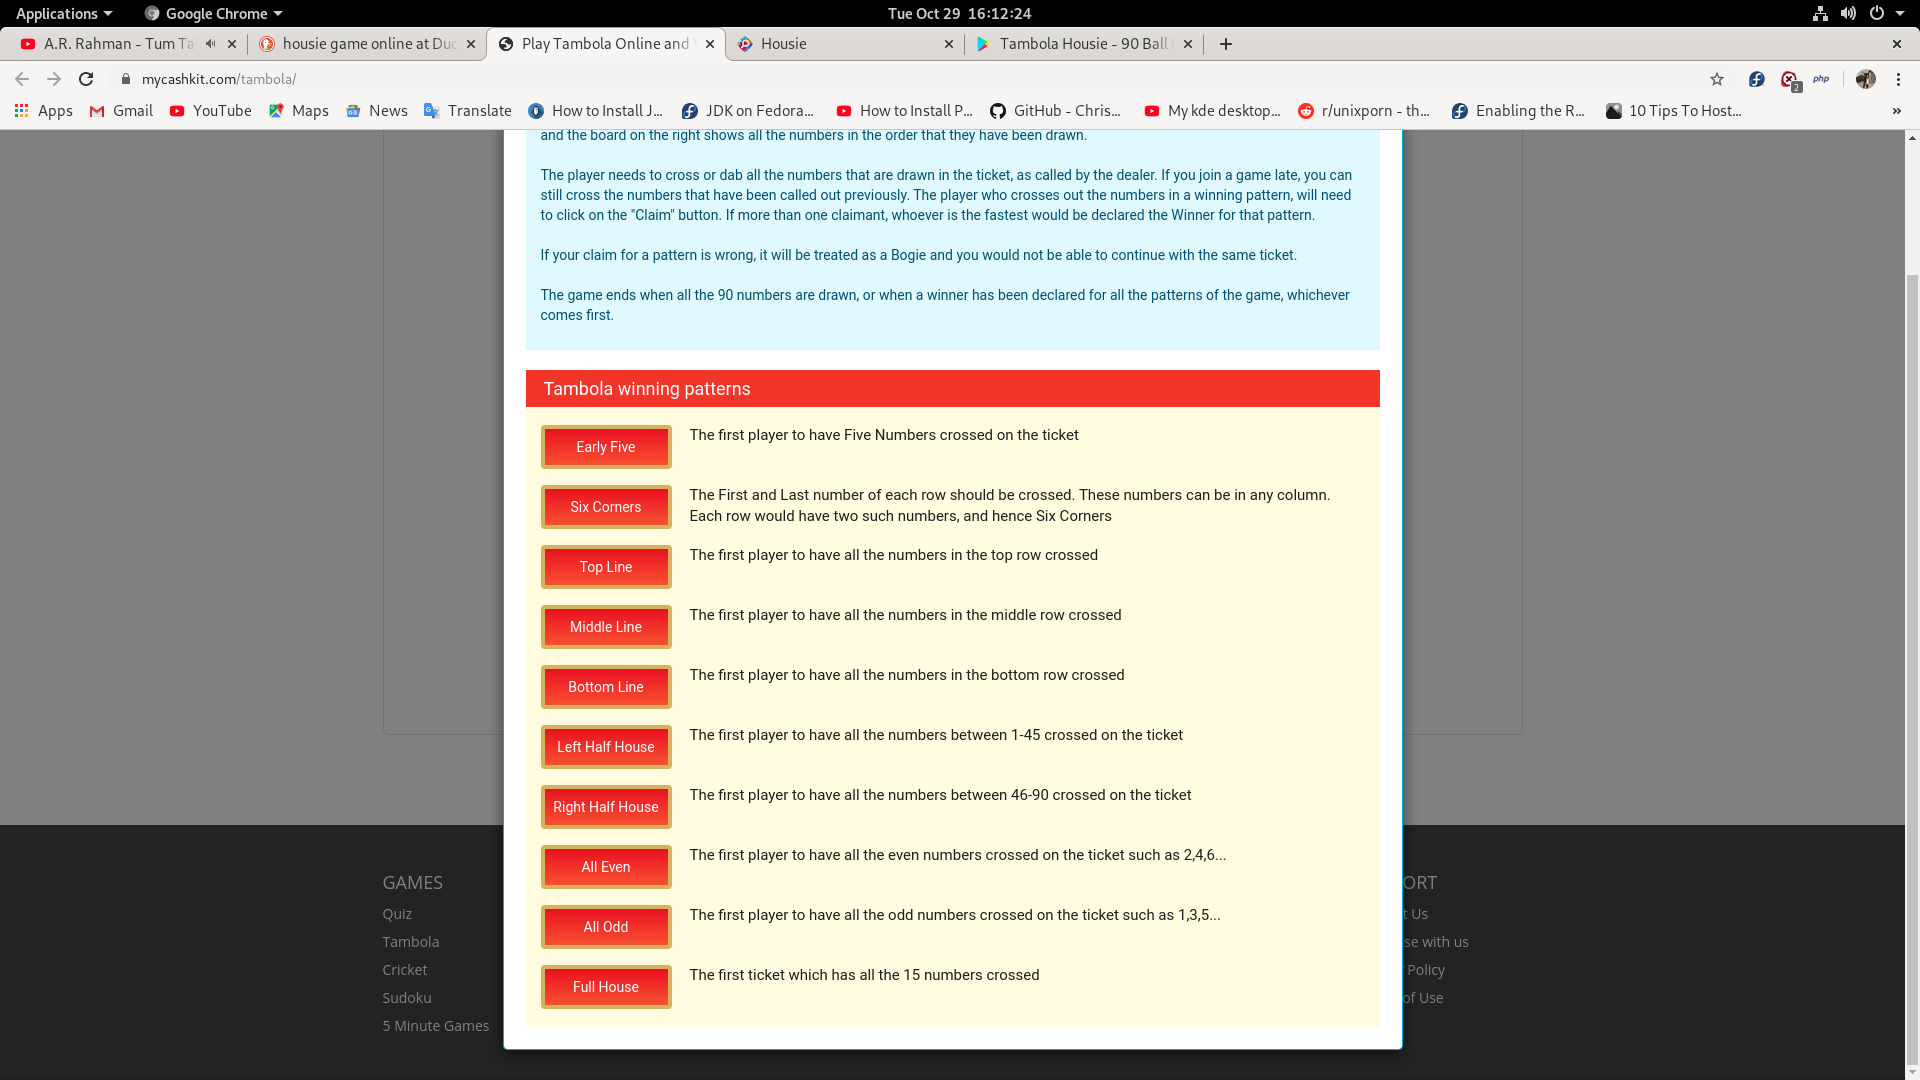 Applications
Google Chrome
Tue Oct 29 16:12:24
A.R. Rahman - Tum Ta
housie game online at Duc
Play Tambola Online and
Housie
Tambola Housie - 90 Ball
mycashkit.com/tambola/
2
php
Apps
Gmail
YouTube
Maps
News
Translate
How to Install J...
JDK on Fedora...
How to Install P...
GitHub - Chris...
My kde desktop...
r/unixporn - th...
Enabling the R...
10 Tips To Host...
»
and the board on the right shows all the numbers in the order that they have been drawn.
The player needs to cross or dab all the numbers that are drawn in the ticket, as called by the dealer. If you join a game late, you can
still cross the numbers that have been called out previously. The player who crosses out the numbers in a winning pattern, will need
to click on the "Claim" button. If more than one claimant, whoever is the fastest would be declared the Winner for that pattern.
If your claim for a pattern is wrong, it will be treated as a Bogie and you would not be able to continue with the same ticket.
The game ends when all the 90 numbers are drawn, or when a winner has been declared for all the patterns of the game, whichever
comes first.
Tambola winning patterns
Early Five
The first player to have Five Numbers crossed on the ticket
Six Corners
The First and Last number of each row should be crossed. These numbers can be in any column.
Each row would have two such numbers, and hence Six Corners
Top Line
The first player to have all the numbers in the top row crossed
Middle Line
The first player to have all the numbers in the middle row crossed
Bottom Line
The first player to have all the numbers in the bottom row crossed
Left Half House
The first player to have all the numbers between 1-45 crossed on the ticket
Right Half House
The first player to have all the numbers between 46-90 crossed on the ticket
All Even
The first player to have all the even numbers crossed on the ticket such as 2,4,6...
All Odd
The first player to have all the odd numbers crossed on the ticket such as 1,3,5...
Full House
The first ticket which has all the 15 numbers crossed
GAMES
Quiz
Tambola
Cricket
Sudoku
5 Minute Games
ORT
t Us
se with us
Policy
of Use